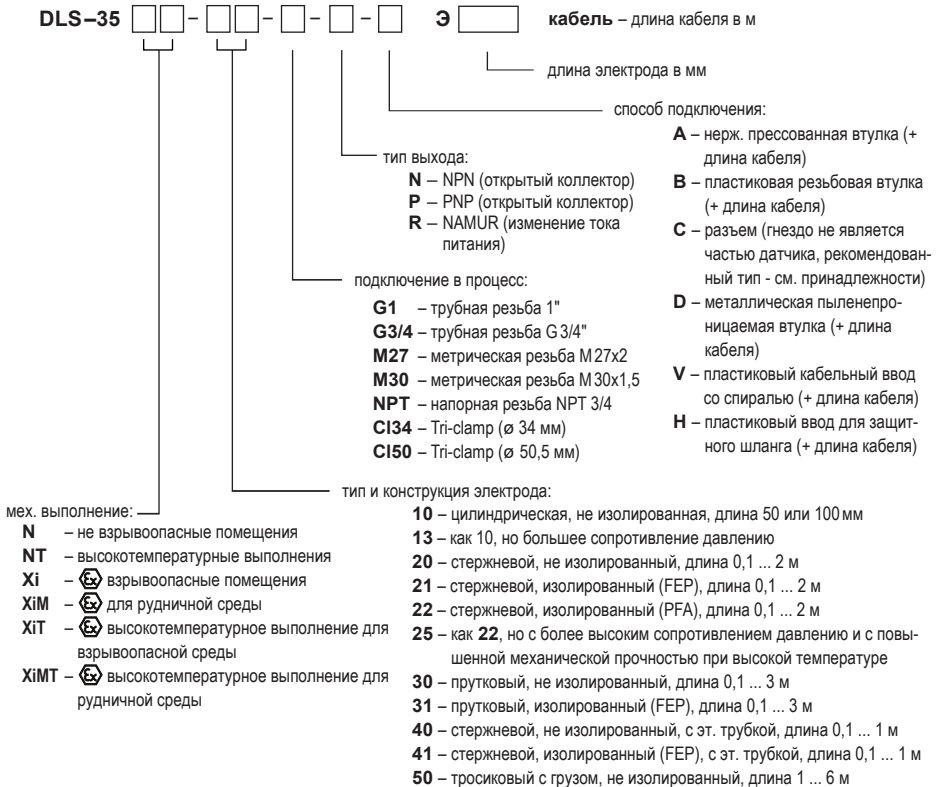 DLS–35 – – – – Э кабель – длина кабеля в м
длина электрода в мм
способ подключения:
A – нерж. прессованная втулка (+
длина кабеля)
B – пластиковая резьбовая втулка
(+ длина кабеля)
C – разъем (гнездо не является
частью датчика, рекомендован-
ный тип - см. принадлежности)
D – металлическая пыленепро-
ницаемая втулка (+ длина
кабеля)
V – пластиковый кабельный ввод
со спиралью (+ длина кабеля)
H – пластиковый ввод для защит-
ного шланга (+ длина кабеля)
тип выхода:
N – NPN (открытый коллектор)
P – PNP (открытый коллектор)
R – NAMUR (изменение тока
питания)
подключение в процесс:
G1 – трубная резьба 1"
G3/4 – трубная резьба G 3/4"
M27 – метрическая резьба M 27x2
M30 – метрическая резьба M 30x1,5
NPT – напорная резьба NPT 3/4
Cl34 – Tri-clamp (ø 34 мм)
Cl50 – Tri-clamp (ø 50,5 мм)
тип и конструкция электрода:
10 – цилиндрическая, не изолированная, длина 50 или 100 мм
13 – как 10, но большее сопротивление давлению
20 – стержневой, не изолированный, длина 0,1 ... 2 м
21 – стержневой, изолированный (FEP), длина 0,1 ... 2 м
22 – стержневой, изолированный (PFA), длина 0,1 ... 2 м
25 – как 22, но с более высоким сопротивлением давлению и с повы-
шенной механической прочностью при высокой температуре
30 – прутковый, не изолированный, длина 0,1 ... 3 м
31 – прутковый, изолированный (FEP), длина 0,1 ... 3 м
40 – стержневой, не изолированный, с эт. трубкой, длина 0,1 ... 1 м
41 – стержневой, изолированный (FEP), с эт. трубкой, длина 0,1 ... 1 м
50 – тросиковый с грузом, не изолированный, длина 1 ... 6 м
мех. выполнение:
N – не взрывоопасные помещения
NT – высокотемпературные выполнения
Xi – Ex взрывоопасные помещения
XiM – Ex для рудничной среды
XiT – Ex высокотемпературное выполнение для
взрывоопасной среды
XiMT – Ex высокотемпературное выполнение для
рудничной среды